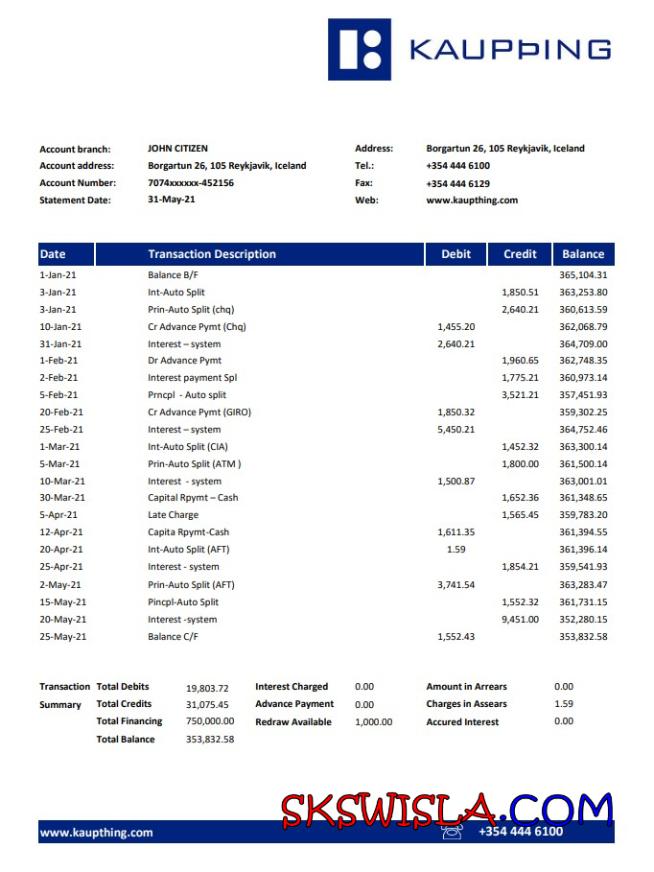 KAUPÞING
Account branch: JOHN CITIZEN Address: Borgartun 26, 105 Reykjavik, Iceland
Account address: Borgartun 26, 105 Reykjavik, Iceland Tel.: +354 444 6100
Account Number: 7074xxxxxx-452156 Fax: +354 444 6129
Statement Date: 31-May-21 Web: www.kaupthing.com
Date Transaction Description Debit Credit Balance
1-Jan-21 Balance B/F 365,104.31
3-Jan-21 Int-Auto Split 1,850.51 363,253.80
3-Jan-21 Prin-Auto Split (chq) 2,640.21 360,613.59
10-Jan-21 Cr Advance Pymt (Chq) 1,455.20 362,068.79
31-Jan-21 Interest – system 2,640.21 364,709.00
1-Feb-21 Dr Advance Pymt 1,960.65 362,748.35
2-Feb-21 Interest payment Spl 1,775.21 360,973.14
5-Feb-21 Prncpl - Auto split 3,521.21 357,451.93
20-Feb-21 Cr Advance Pymt (GIRO) 1,850.32 359,302.25
25-Feb-21 Interest – system 5,450.21 364,752.46
1-Mar-21 Int-Auto Split (CIA) 1,452.32 363,300.14
5-Mar-21 Prin-Auto Split (ATM ) 1,800.00 361,500.14
10-Mar-21 Interest - system 1,500.87 363,001.01
30-Mar-21 Capital Rpymt – Cash 1,652.36 361,348.65
5-Apr-21 Late Charge 1,565.45 359,783.20
12-Apr-21 Capita Rpymt-Cash 1,611.35 361,394.55
20-Apr-21 Int-Auto Split (AFT) 1.59 361,396.14
25-Apr-21 Interest - system 1,854.21 359,541.93
2-May-21 Prin-Auto Split (AFT) 3,741.54 363,283.47
15-May-21 Pincpl-Auto Split 1,552.32 361,731.15
20-May-21 Interest -system 9,451.00 352,280.15
25-May-21 Balance C/F 1,552.43 353,832.58
Transaction Total Debits 19,803.72 Interest Charged 0.00 Amount in Arrears 0.00
Summary Total Credits 31,075.45 Advance Payment 0.00 Charges in Assears 1.59
Total Financing 750,000.00 Redraw Available 1,000.00 Accured Interest 0.00
Total Balance 353,832.58
SKSWISLA.COM
www.kaupthing.com +354 444 6100